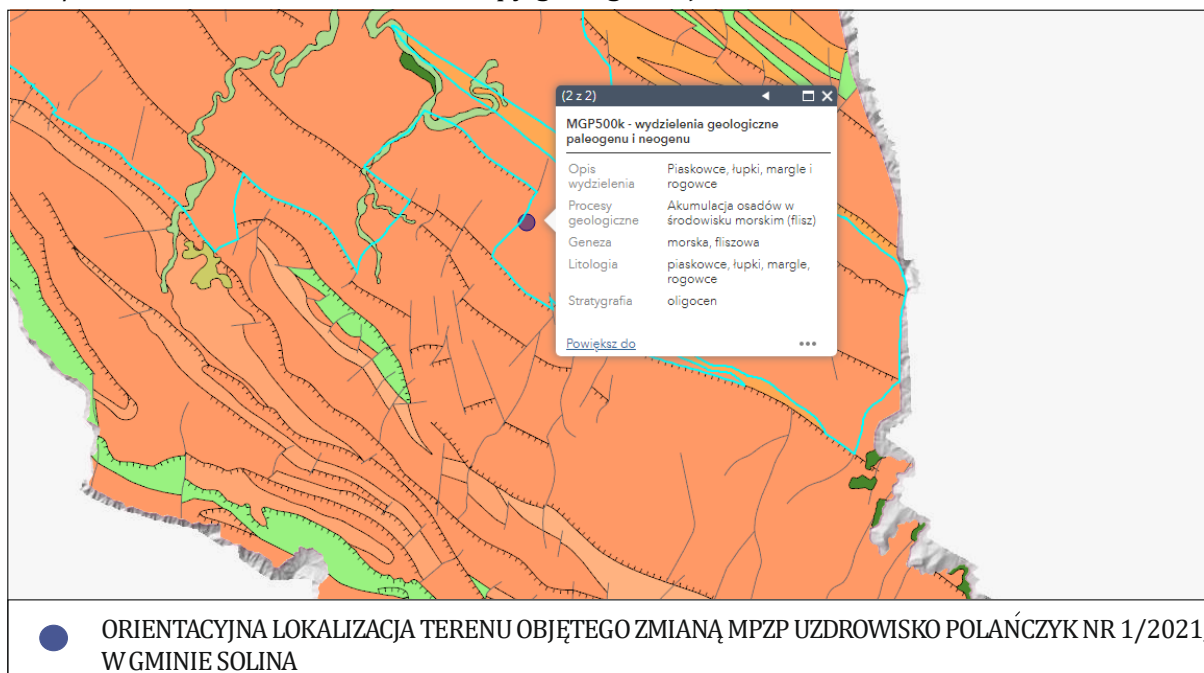 (2 z 2)
MGP500k - wydzielenia geologiczne
paleogenu i neogenu
Opis wydzielenia Piaskowce, łupki, margle i rogowce
Procesy geologiczne Akumulacja osadów w środowisku morskim (flisz)
Geneza morska, fliszowa
Litologia piaskowce, łupki, margle, rogowce
Stratygrafia oligocen
Powiększ do
ORIENTACYJNA LOKALIZACJA TERENU OBJĘTEGO ZMIANĄ MPZP UZDROWISKO POLAŃCZYK NR 1/2021,
W GMINIE SOLINA